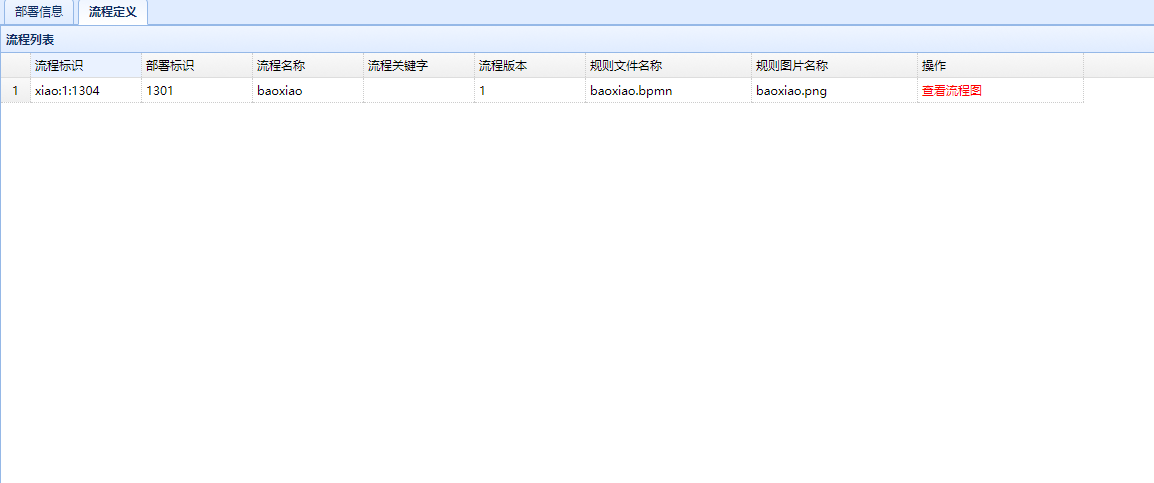 部署信息 流程定义
流程列表
流程标识 部署标识 流程名称 流程关键字 流程版本 规则文件名称 规则图片名称 操作
1 xiao:1:1304 1301 baoxiao 1 baoxiao.bpmn baoxiao.png 查看流程图